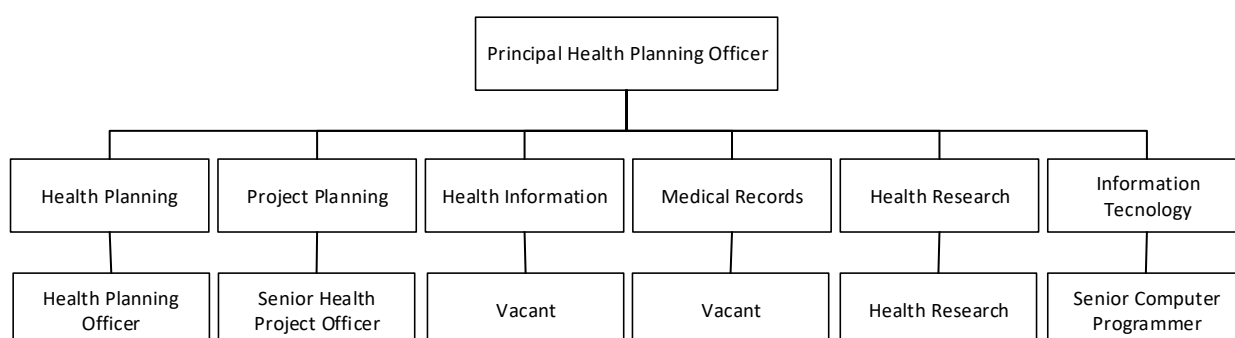 Principal Health Planning Officer
Health Planning
Project Planning
Health Information
Medical Records
Health Research
Information
Tecnology
Health Planning
Officer
Senior Health
Project Officer
Vacant
Vacant
Health Research
Senior Computer
Programmer